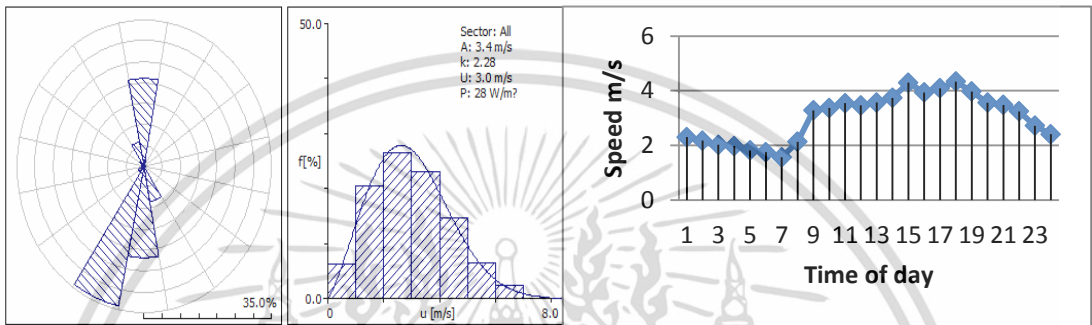 35.0%
50.0
Sector: All
A: 3.4 m/s
k: 2.28
U: 3.0 m/s
P: 28 W/m?
f[%]
0.0
0 u [m/s] 8.0
Speed m/s
6
4
2
0
1 3 5 7 9 11 13 15 17 19 21 23
Time of day